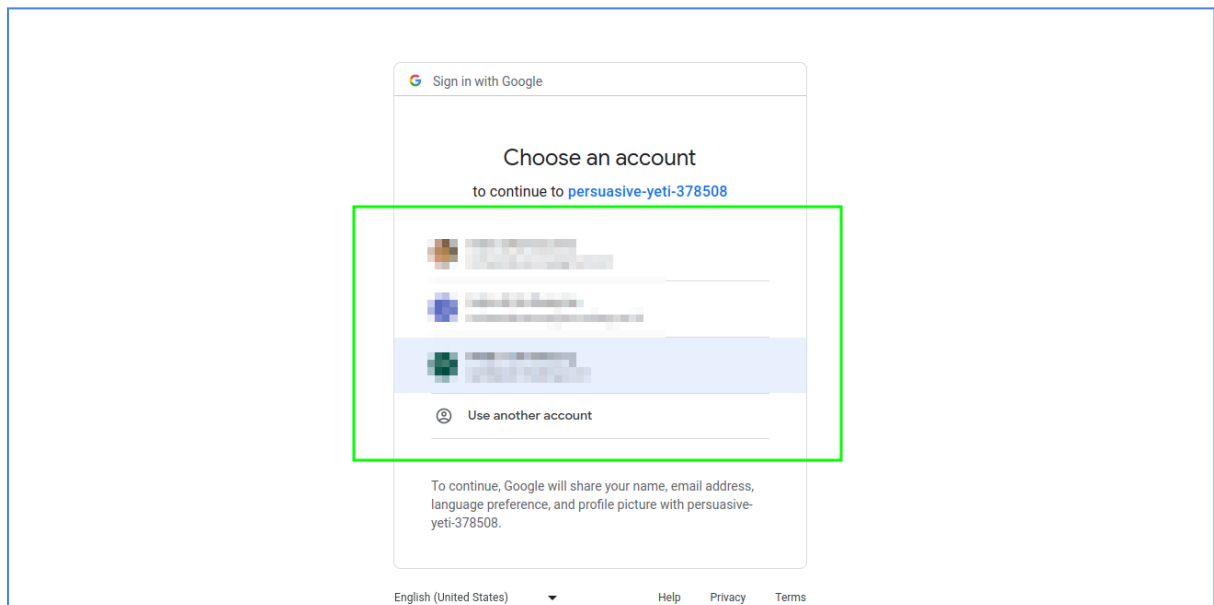 Sign in with Google
Choose an account
to continue to persuasive-yeti-378508
Use another account
To continue, Google will share your name, email address,
language preference, and profile picture with persuasive-
yeti-378508.
English (United States) Help Privacy Terms